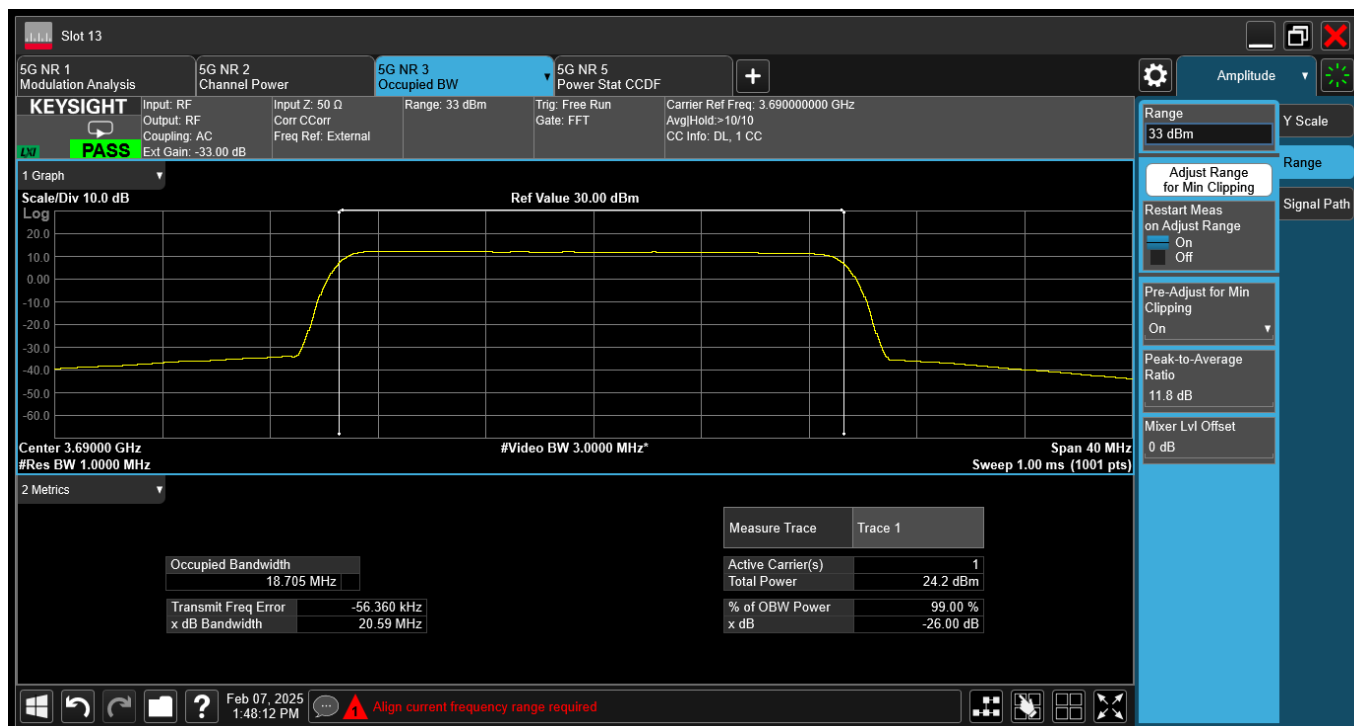 Slot 13
5G NR 1
Modulation Analysis
5G NR 2
Channel Power
5G NR 3
Occupied BW
5G NR 5
Power Stat CCDF
Amplitude
KEYSIGHT
LXI
PASS
Input: RF
Output: RF
Coupling: AC
Ext Gain: -33.00 dB
Input Z: 50 Ω
Corr CCorr
Freq Ref: External
Range: 33 dBm
Trig: Free Run
Gate: FFT
Carrier Ref Freq: 3.690000000 GHz
Avg|Hold:>10/10
CC Info: DL, 1 CC
1 Graph
Scale/Div 10.0 dB
Ref Value 30.00 dBm
Log
20.0
10.0
0.00
-10.0
-20.0
-30.0
-40.0
-50.0
-60.0
Center 3.69000 GHz
#Video BW 3.0000 MHz*
Span 40 MHz
#Res BW 1.0000 MHz
Sweep 1.00 ms (1001 pts)
2 Metrics
Measure Trace Trace 1
Occupied Bandwidth
18.705 MHz
Transmit Freq Error -56.360 kHz
x dB Bandwidth 20.59 MHz
Active Carrier(s) 1
Total Power 24.2 dBm
% of OBW Power 99.00 %
x dB -26.00 dB
Range
33 dBm
Adjust Range
for Min Clipping
Restart Meas
on Adjust Range
On
Off
Pre-Adjust for Min
Clipping
On
Peak-to-Average
Ratio
11.8 dB
Mixer Lvl Offset
0 dB
Y Scale
Range
Signal Path
?
Feb 07, 2025
1:48:12 PM
1
Align current frequency range required